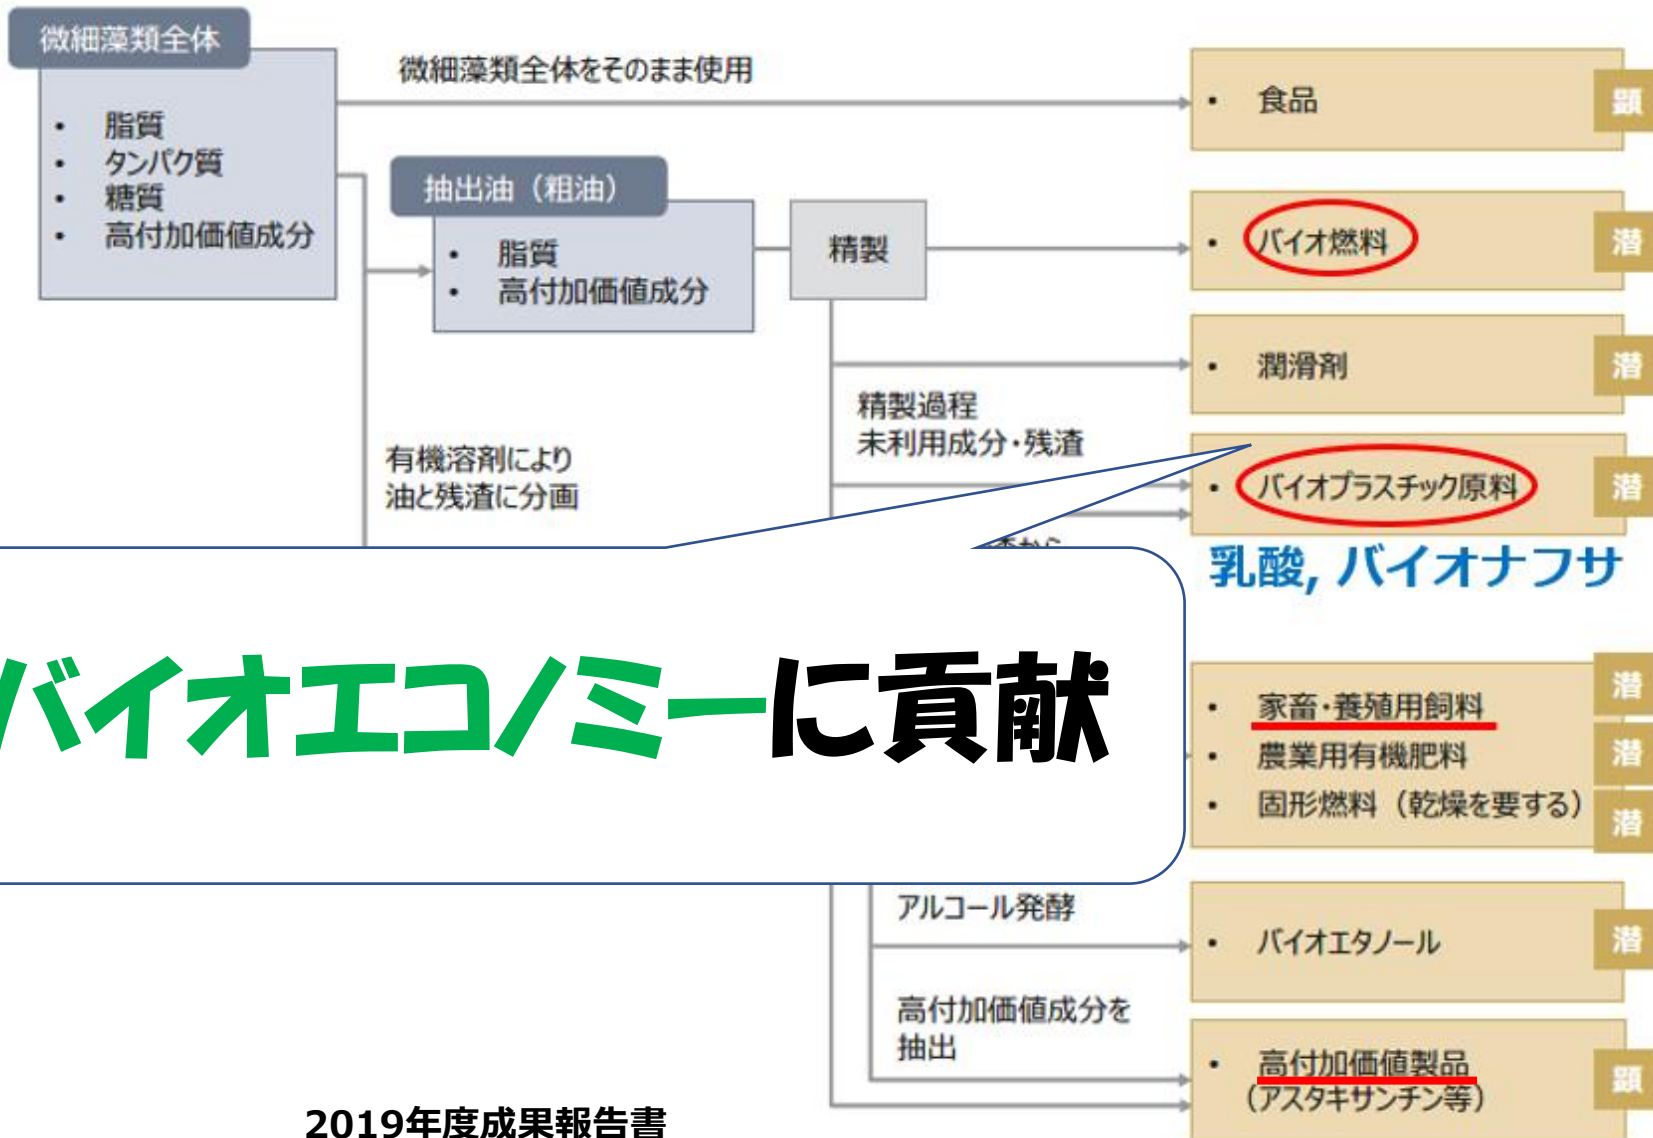 微細藻類全体
• 脂質
• タンパク質
• 糖質
• 高付加価値成分
微細藻類全体をそのまま使用
抽出油（粗油）
• 脂質
• 高付加価値成分
精製
有機溶剤により
油と残渣に分画
精製過程
未利用成分・残渣
から
• 食品
顕
• バイオ燃料
潜
• 潤滑剤
潜
• バイオプラスチック原料
潜
乳酸, バイオナフサ
バイオエコノミーに貢献
• 家畜・養殖用飼料
潜
• 農業用有機肥料
潜
• 固形燃料（乾燥を要する）
潜
アルコール発酵
• バイオエタノール
潜
高付加価値成分を
抽出
• 高付加価値製品
（アスタキサンチン等）
顕
2019年度成果報告書